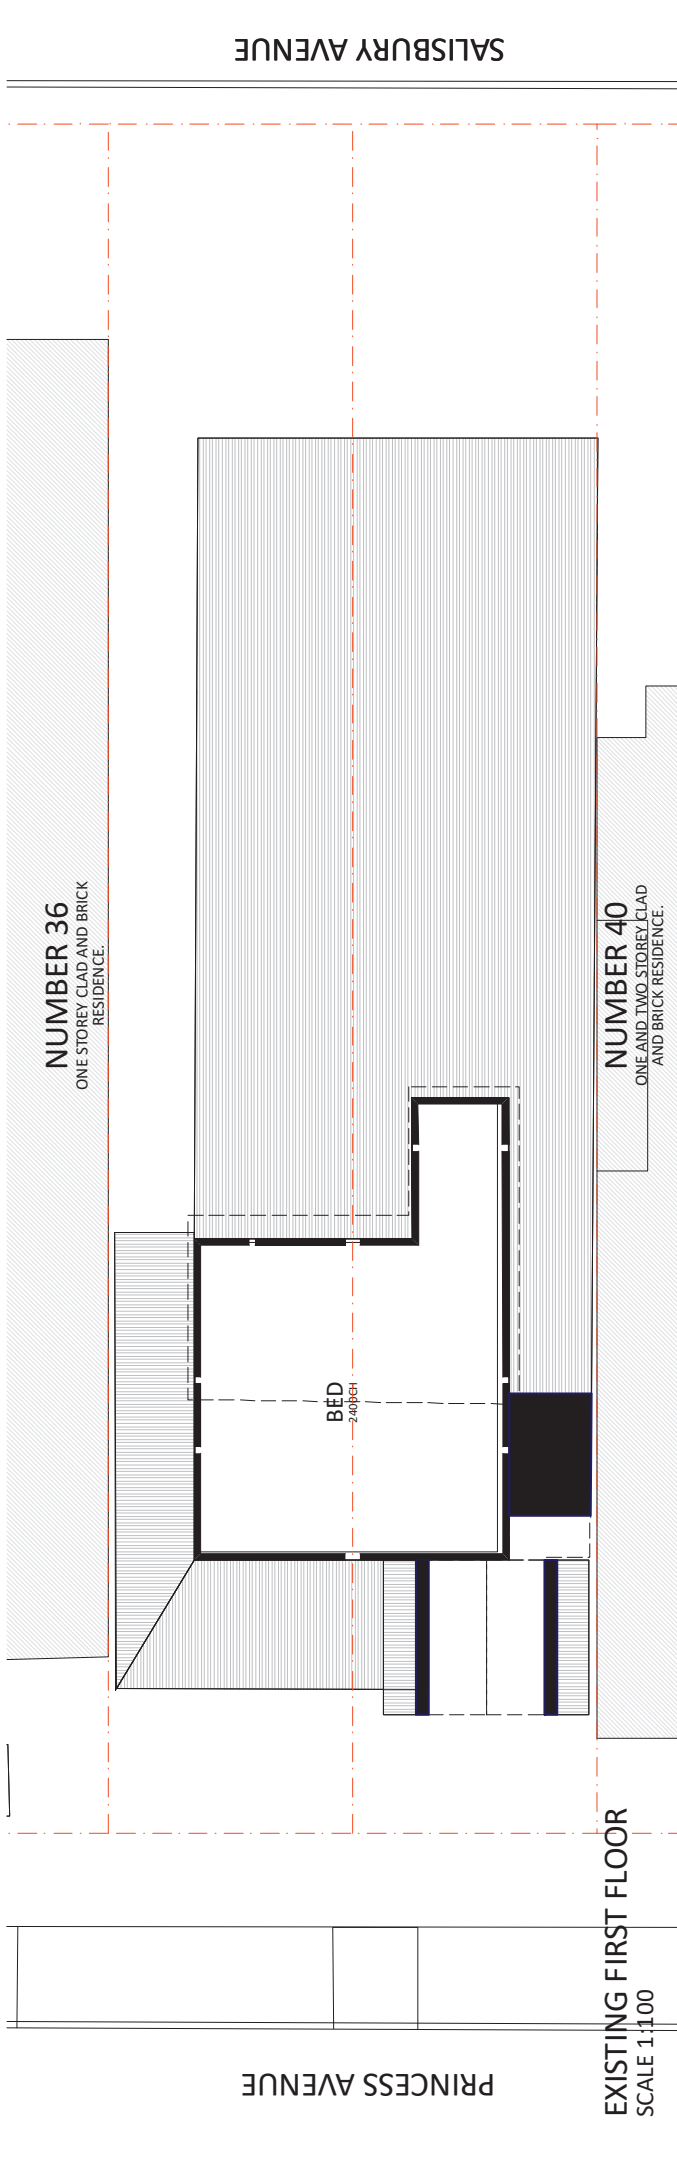 SALISBURY AVENUE
NUMBER 36
ONE STOREY CLAD AND BRICK
RESIDENCE.
NUMBER 40
ONE AND TWO STOREY CLAD
AND BRICK RESIDENCE.
BED
2400CH
EXISTING FIRST FLOOR
SCALE 1:100
PRINCESS AVENUE